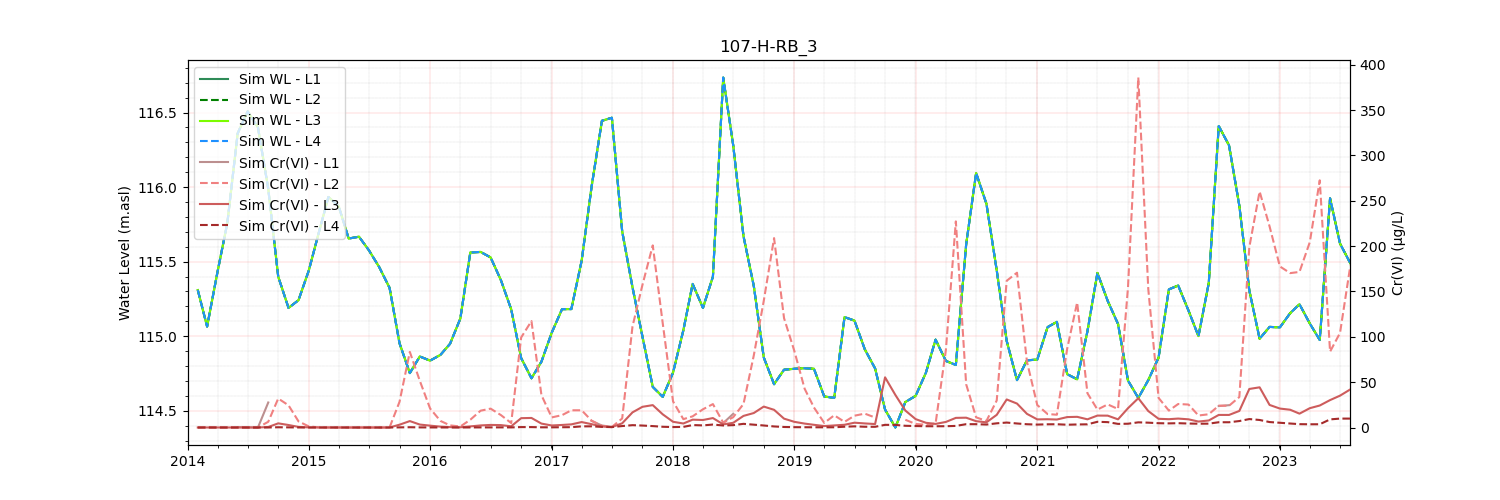 107-H-RB_3
Sim WL - L1
Sim WL - L2
Sim WL - L3
Sim WL - L4
Sim Cr(VI) - L1
Sim Cr(VI) - L2
Sim Cr(VI) - L3
Sim Cr(VI) - L4
Water Level (m.asl)
116.5
116.0
115.5
115.0
114.5
Cr(VI) (µg/L)
400
350
300
250
200
150
100
50
0
2014 2015 2016 2017 2018 2019 2020 2021 2022 2023